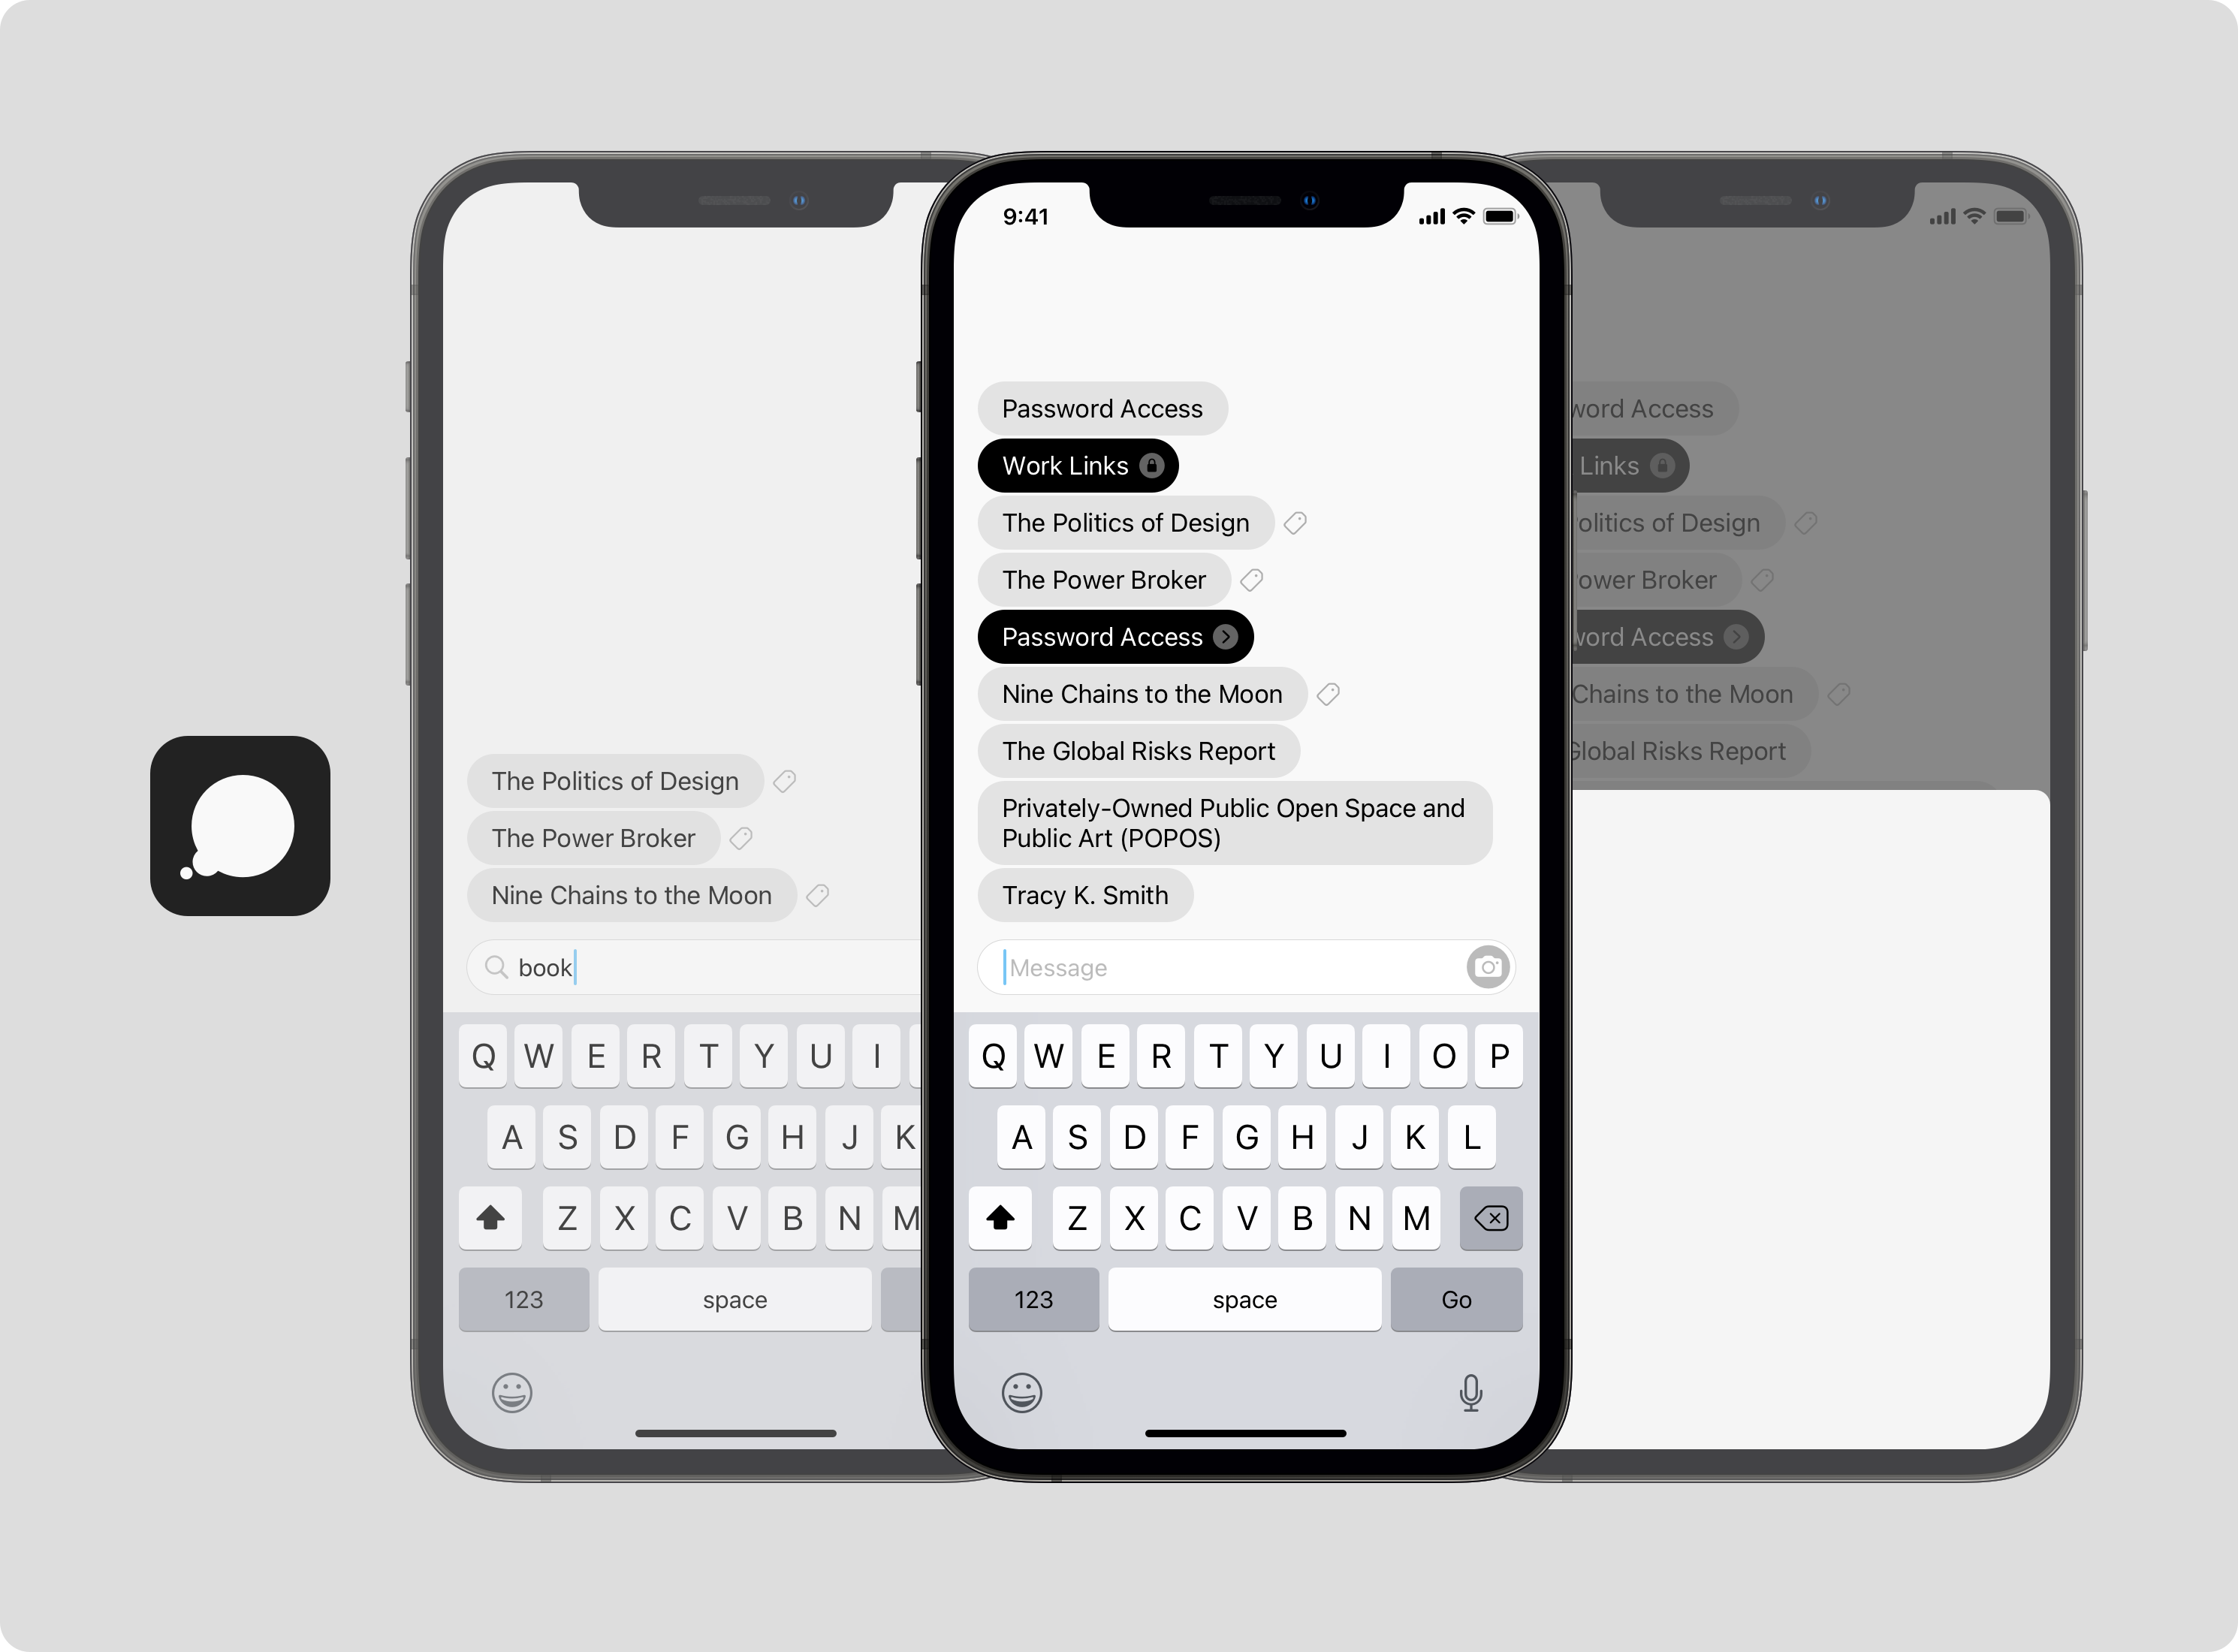 The Politics of Design
The Power Broker
Nine Chains to the Moon
book
Q W E R T Y U I
A S D F G H J K
Z X C V B N M
123 space
9:41
Password Access
Work Links
The Politics of Design
The Power Broker
Password Access
Nine Chains to the Moon
The Global Risks Report
Privately-Owned Public Open Space and
Public Art (POPOS)
Tracy K. Smith
Message
Q W E R T Y U I O P
A S D F G H J K L
Z X C V B N M
123 space Go
word Access
Links
olitics of Design
ower Broker
word Access
Chains to the Moon
Global Risks Report